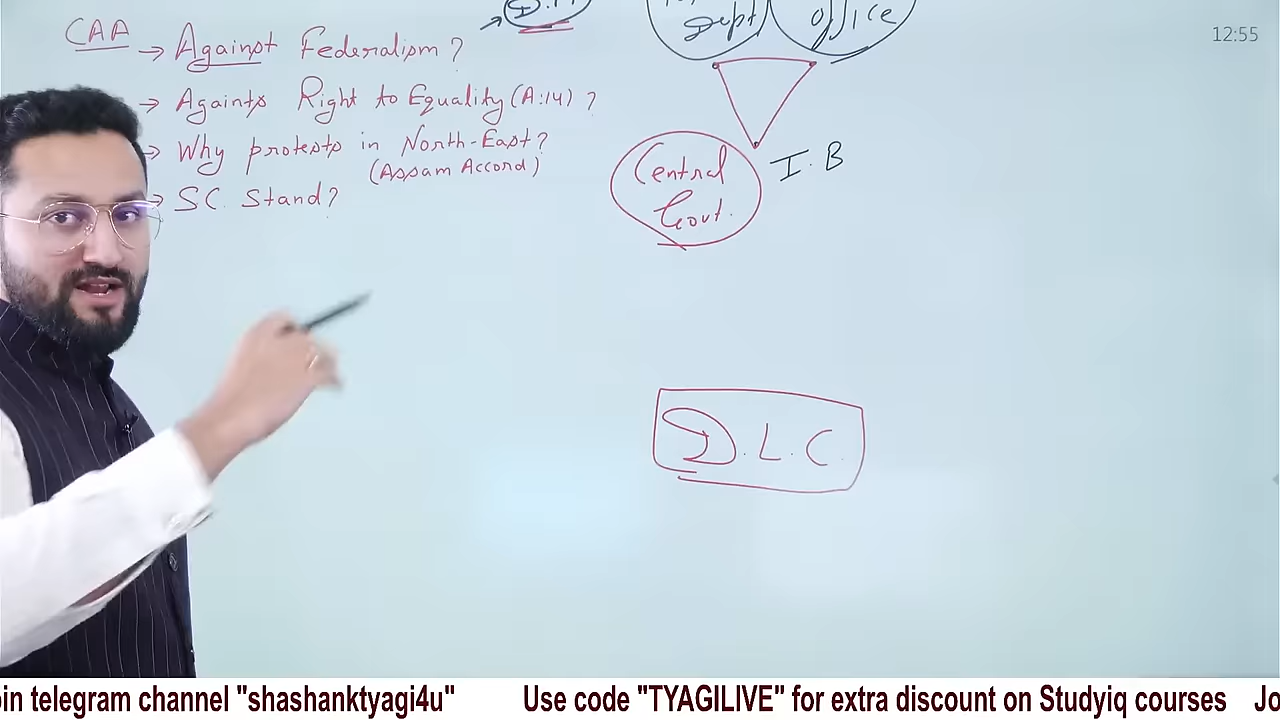 CAA → Against Federalism?
→ Againts Right to Equality (A:14) ?
→ Why protests in North-East?
(Assam Accord)
→ SC. Stand?
Dept
office
12:55
Central
Govt.
I.B
D.L.C.
in telegram channel "shashanktyagi4u" Use code "TYAGILIVE" for extra discount on Studyiq courses Jo